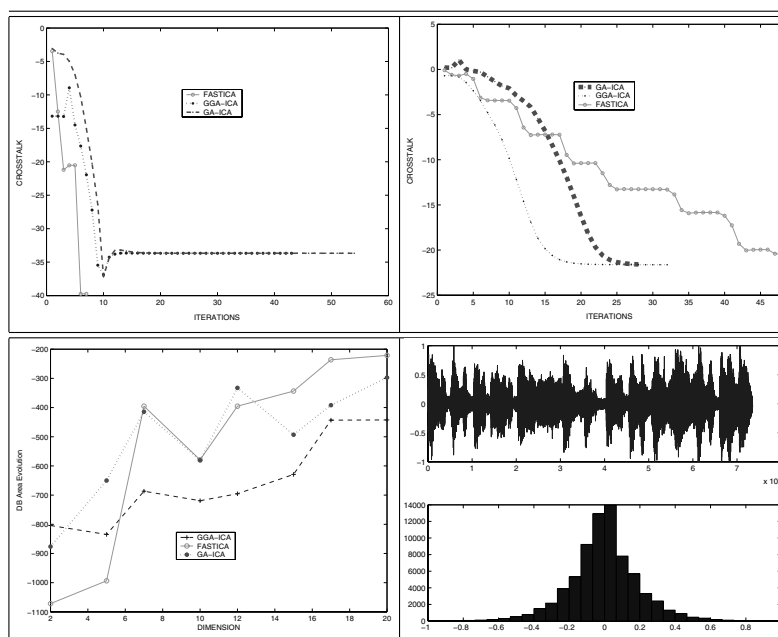 0
−5
−10
−15
−20
−25
−30
−35
−40
CROSSTALK
FASTICA
GGA−ICA
GA−ICA
0 10 20 30 40 50 60
ITERATIONS
5
0
−5
−10
−15
−20
−25
CROSSTALK
GA−ICA
GGA−ICA
FASTICA
0 5 10 15 20 25 30 35 40 45
ITERATIONS
−200
−300
−400
−500
−600
−700
−800
−900
−1000
−1100
DB Area Evolution
GGA−ICA
FASTICA
GA−ICA
2 4 6 8 10 12 14 16 18 20
DIMENSION
1
0.5
0
−0.5
−1
0 1 2 3 4 5 6 7
x 10
14000
12000
10000
8000
6000
4000
2000
0
−1 −0.8 −0.6 −0.4 −0.2 0 0.2 0.4 0.6 0.8